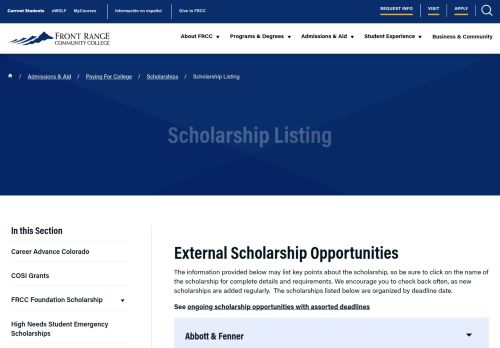 Current Students eWOLF MyCourses Información en español Give to FRCC REQUEST INFO VISIT APPLY
FRONT RANGE
COMMUNITY COLLEGE
About FRCC Programs & Degrees Admissions & Aid Student Experience Business & Community
/ Admissions & Aid / Paying For College / Scholarships / Scholarship Listing
Scholarship Listing
In this Section
Career Advance Colorado
COSI Grants
FRCC Foundation Scholarship
High Needs Student Emergency
Scholarships
External Scholarship Opportunities
The information provided below may list key points about the scholarship, so be sure to click on the name
of the scholarship for complete details and requirements. We encourage you to check back often, as new
scholarships are added regularly. The scholarships listed below are organized by deadline date.
See ongoing scholarship opportunities with assorted deadlines
Abbott & Fenner